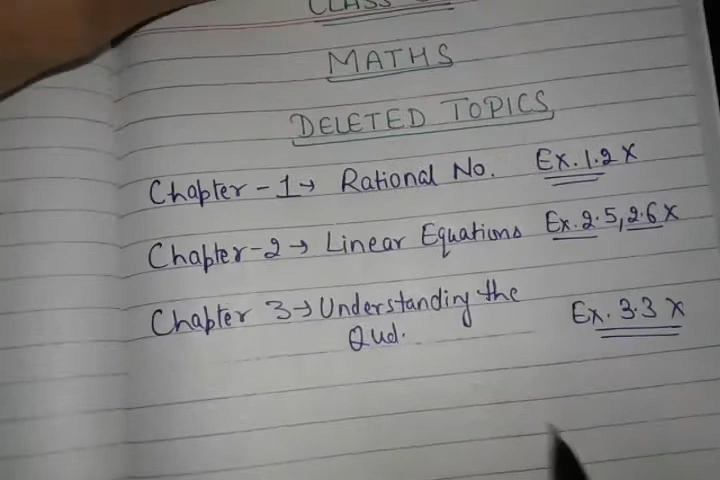 CLASS
MATHS
DELETED TOPICS
Chapter - 1 → Rational No. Ex. 1.2 x
Chapter - 2 → Linear Equations Ex. 2.5, 2.6 x
Chapter 3 → Understanding the Ex. 3.3 x
Qud.